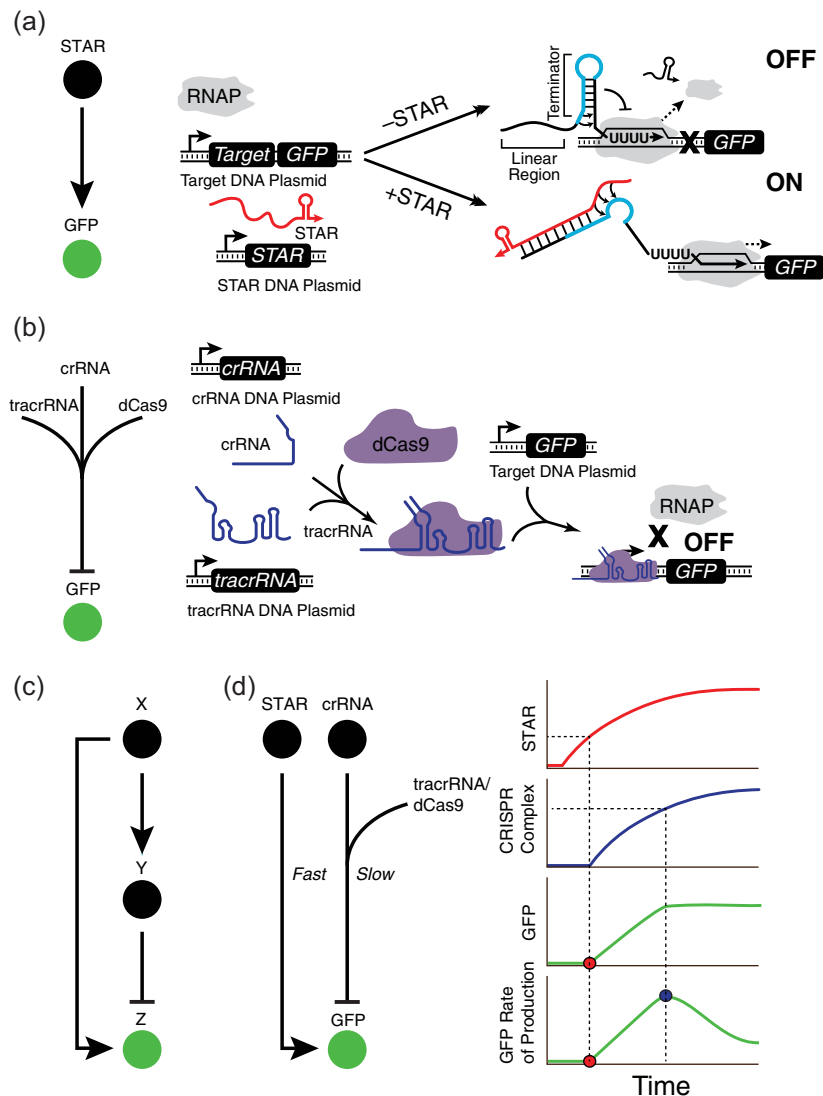 (a)
STAR
GFP
RNAP
Target GFP
Target DNA Plasmid
STAR
STAR
STAR DNA Plasmid
–STAR
+STAR
Terminator
Linear
Region
UUUU
X
GFP
OFF
ON
UUUU
GFP
(b)
crRNA
tracrRNA
dCas9
GFP
crRNA
crRNA DNA Plasmid
crRNA
dCas9
tracrRNA
tracrRNA
tracrRNA DNA Plasmid
GFP
Target DNA Plasmid
RNAP
X
OFF
GFP
(c)
X
Y
Z
(d)
STAR
crRNA
tracrRNA/
dCas9
Fast
Slow
GFP
STAR
CRISPR
Complex
GFP
GFP Rate
of Production
Time